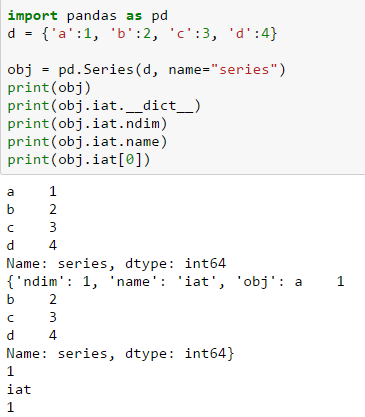 import pandas as pd
d = {'a':1, 'b':2, 'c':3, 'd':4}
obj = pd.Series(d, name="series")
print(obj)
print(obj.iat.__dict__)
print(obj.iat.ndim)
print(obj.iat.name)
print(obj.iat[0])
a    1
b    2
c    3
d    4
Name: series, dtype: int64
{'ndim': 1, 'name': 'iat', 'obj': a    1
b    2
c    3
d    4
Name: series, dtype: int64}
1
iat
1